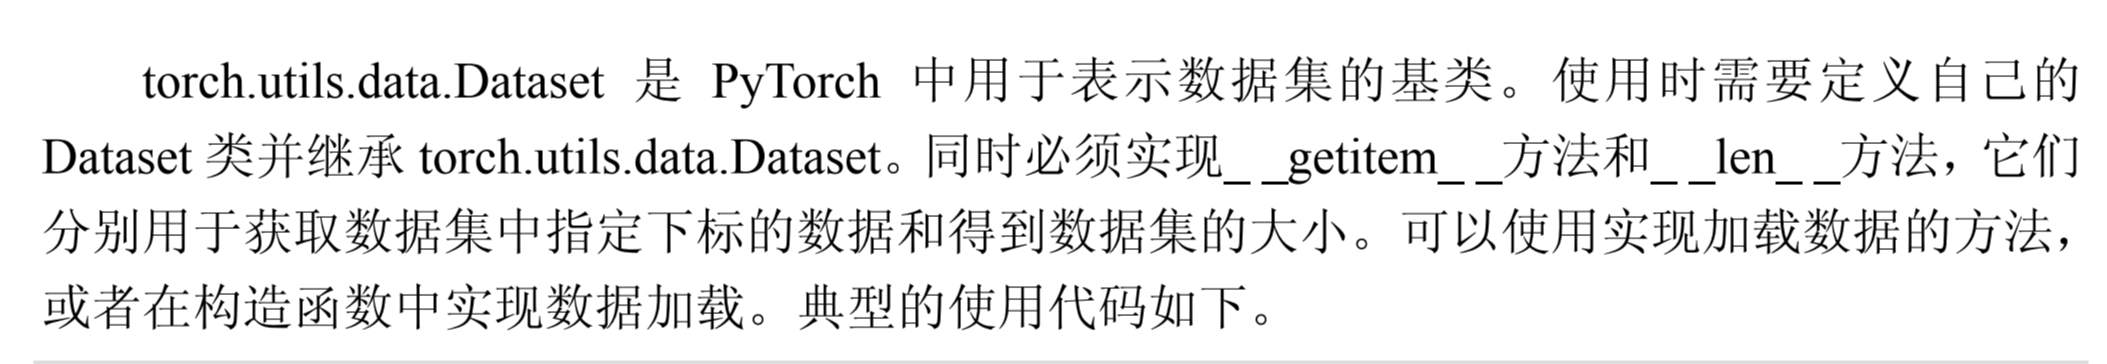 torch.utils.data.Dataset 是 PyTorch 中用于表示数据集的基类。使用时需要定义自己的
Dataset 类并继承 torch.utils.data.Dataset。同时必须实现_ _getitem_ _方法和_ _len_ _方法，它们
分别用于获取数据集中指定下标的数据和得到数据集的大小。可以使用实现加载数据的方法，
或者在构造函数中实现数据加载。典型的使用代码如下。